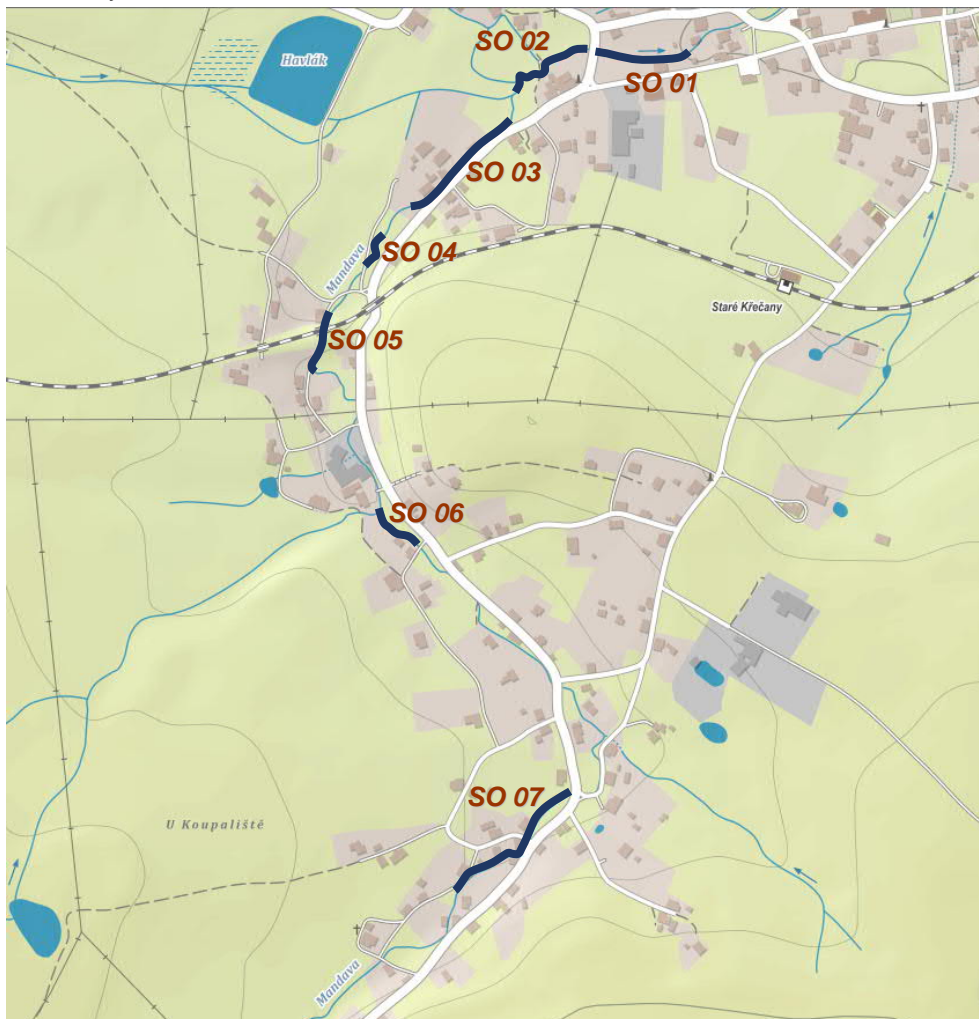 SO 02
Havlák
SO 01
SO 03
SO 04
Mandava
Staré Křečany
SO 05
SO 06
SO 07
U Koupaliště
Mandava